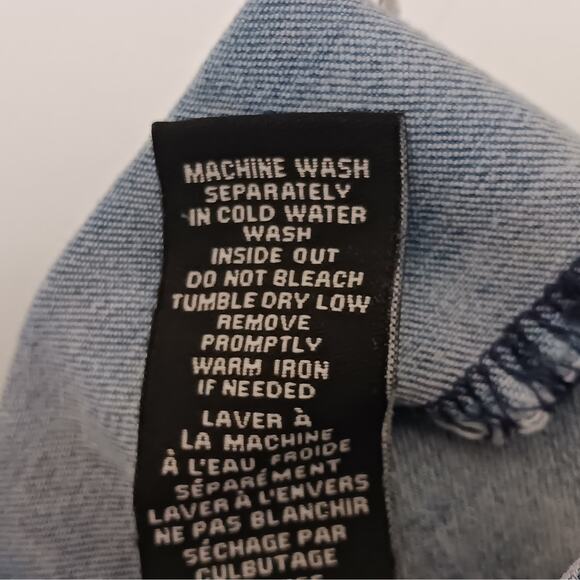 MACHINE WASH
SEPARATELY
IN COLD WATER
WASH
INSIDE OUT
DO NOT BLEACH
TUMBLE DRY LOW
REMOVE
PROMPTLY
WARM IRON
IF NEEDED
LAVER À
LA MACHINE
À L'EAU FROIDE
SÉPARÉMENT
LAVER À L'ENVERS
NE PAS BLANCHIR
SÉCHAGE PAR
CULBUTAGE